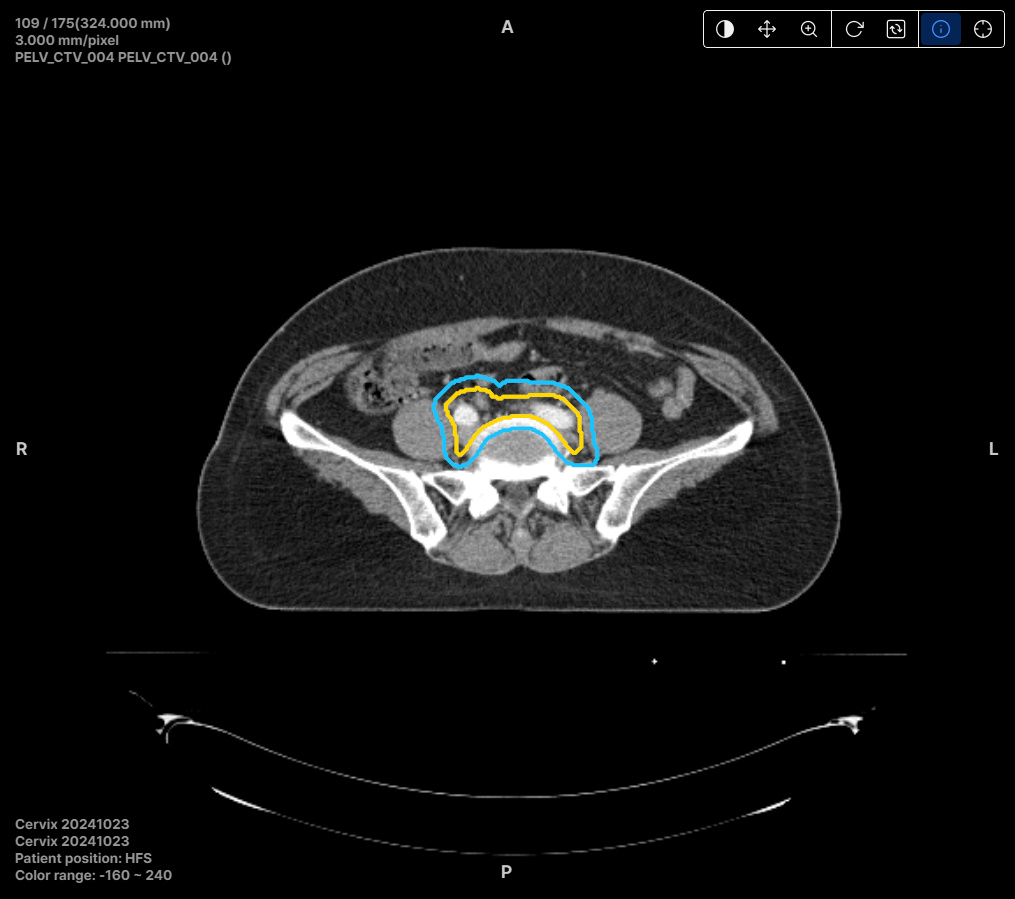 109 / 175(324.000 mm)
3.000 mm/pixel
PELV_CTV_004 PELV_CTV_004 ()
A
R
L
Cervix 20241023
Cervix 20241023
Patient position: HFS
Color range: -160 ~ 240
P